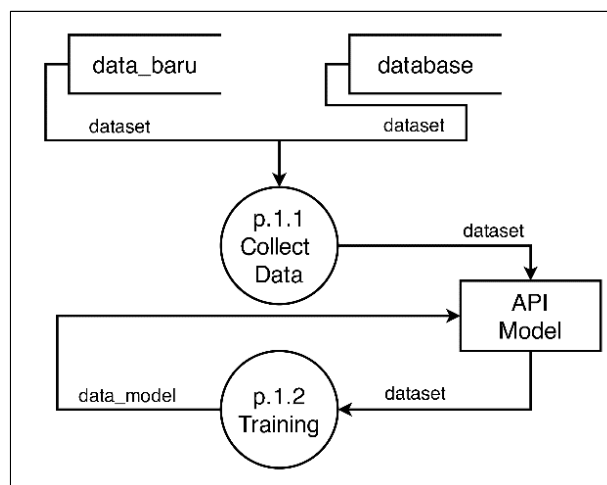 data_baru
database
dataset
dataset
p.1.1
Collect
Data
dataset
API
Model
data_model
p.1.2
Training
dataset